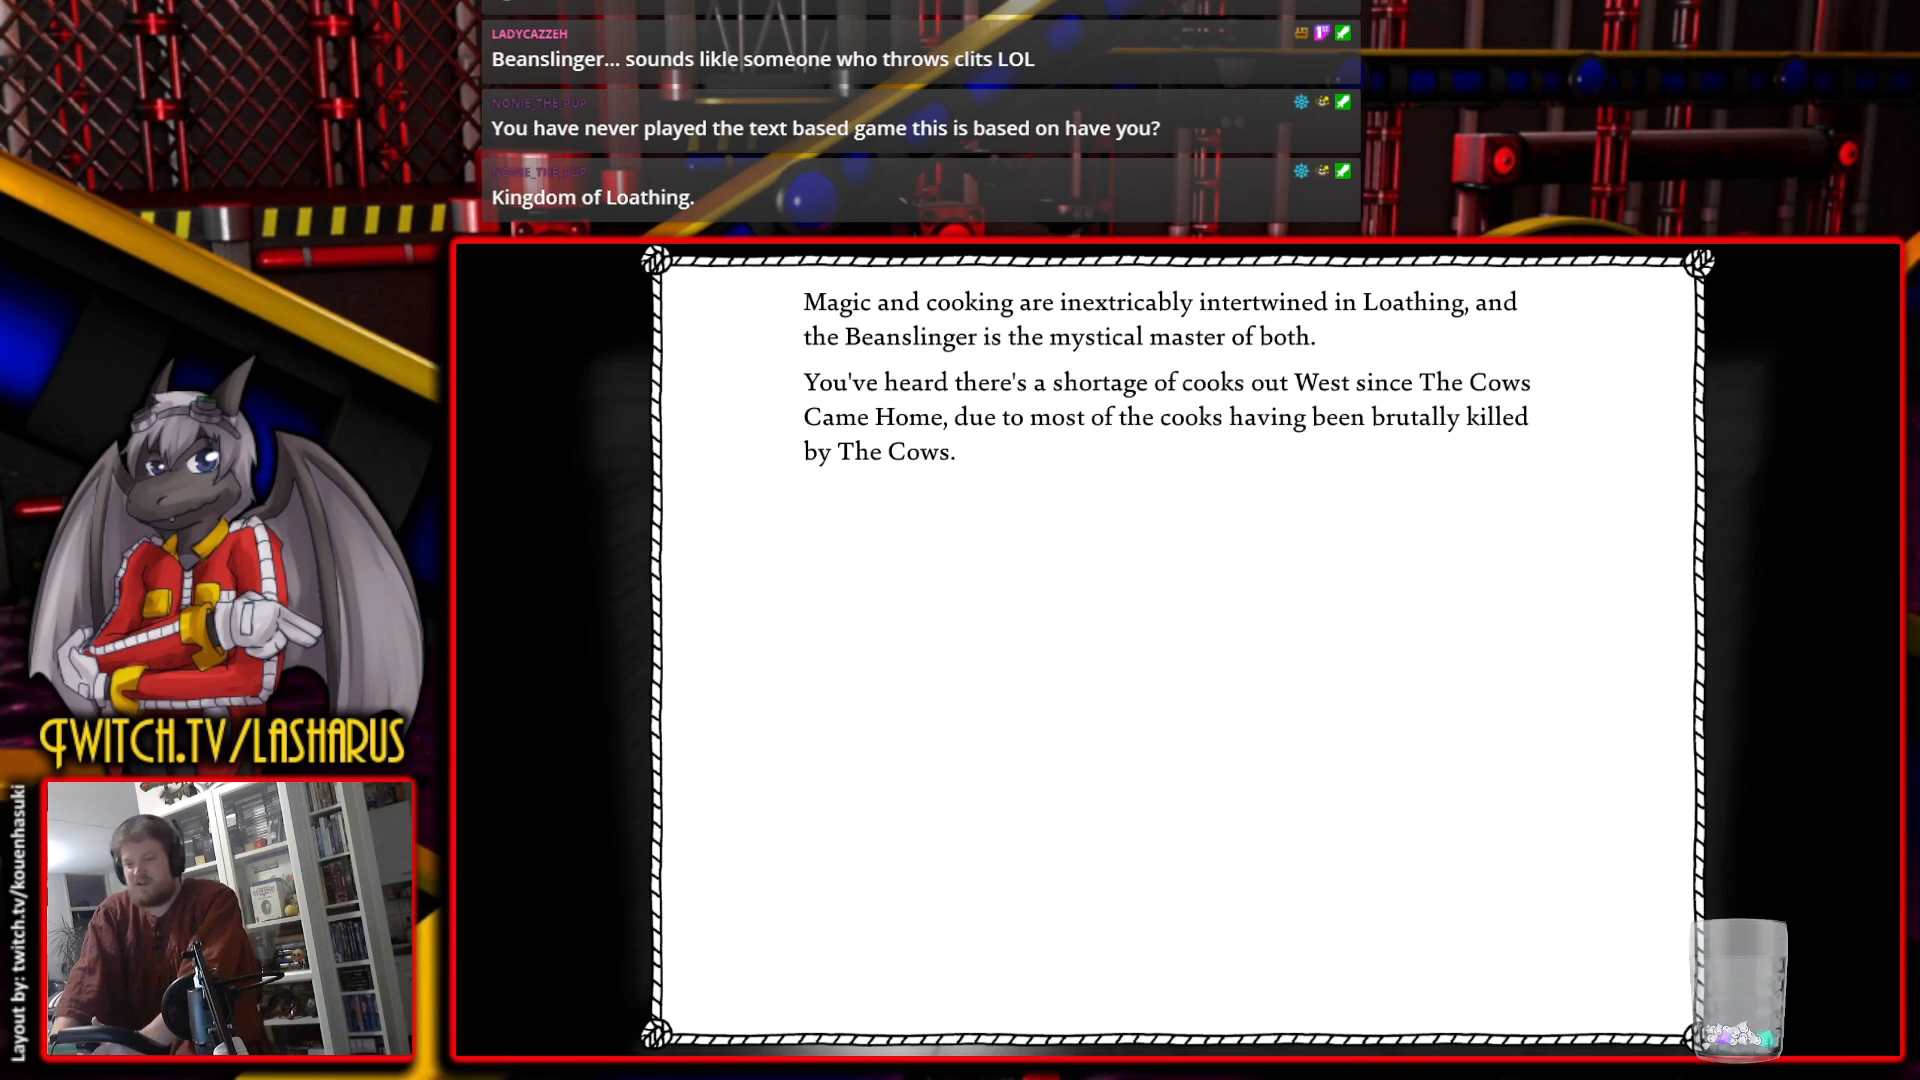 LADYCAZZEH
Beanslinger... sounds likle someone who throws clits LOL
NONIE_THE_PUP
You have never played the text based game this is based on have you?
NONIE_THE_PUP
Kingdom of Loathing.
Magic and cooking are inextricably intertwined in Loathing, and
the Beanslinger is the mystical master of both.
You've heard there's a shortage of cooks out West since The Cows
Came Home, due to most of the cooks having been brutally killed
by The Cows.
TWITCH.TV/LASHARUS
Layout by: twitch.tv/kouenhasuki